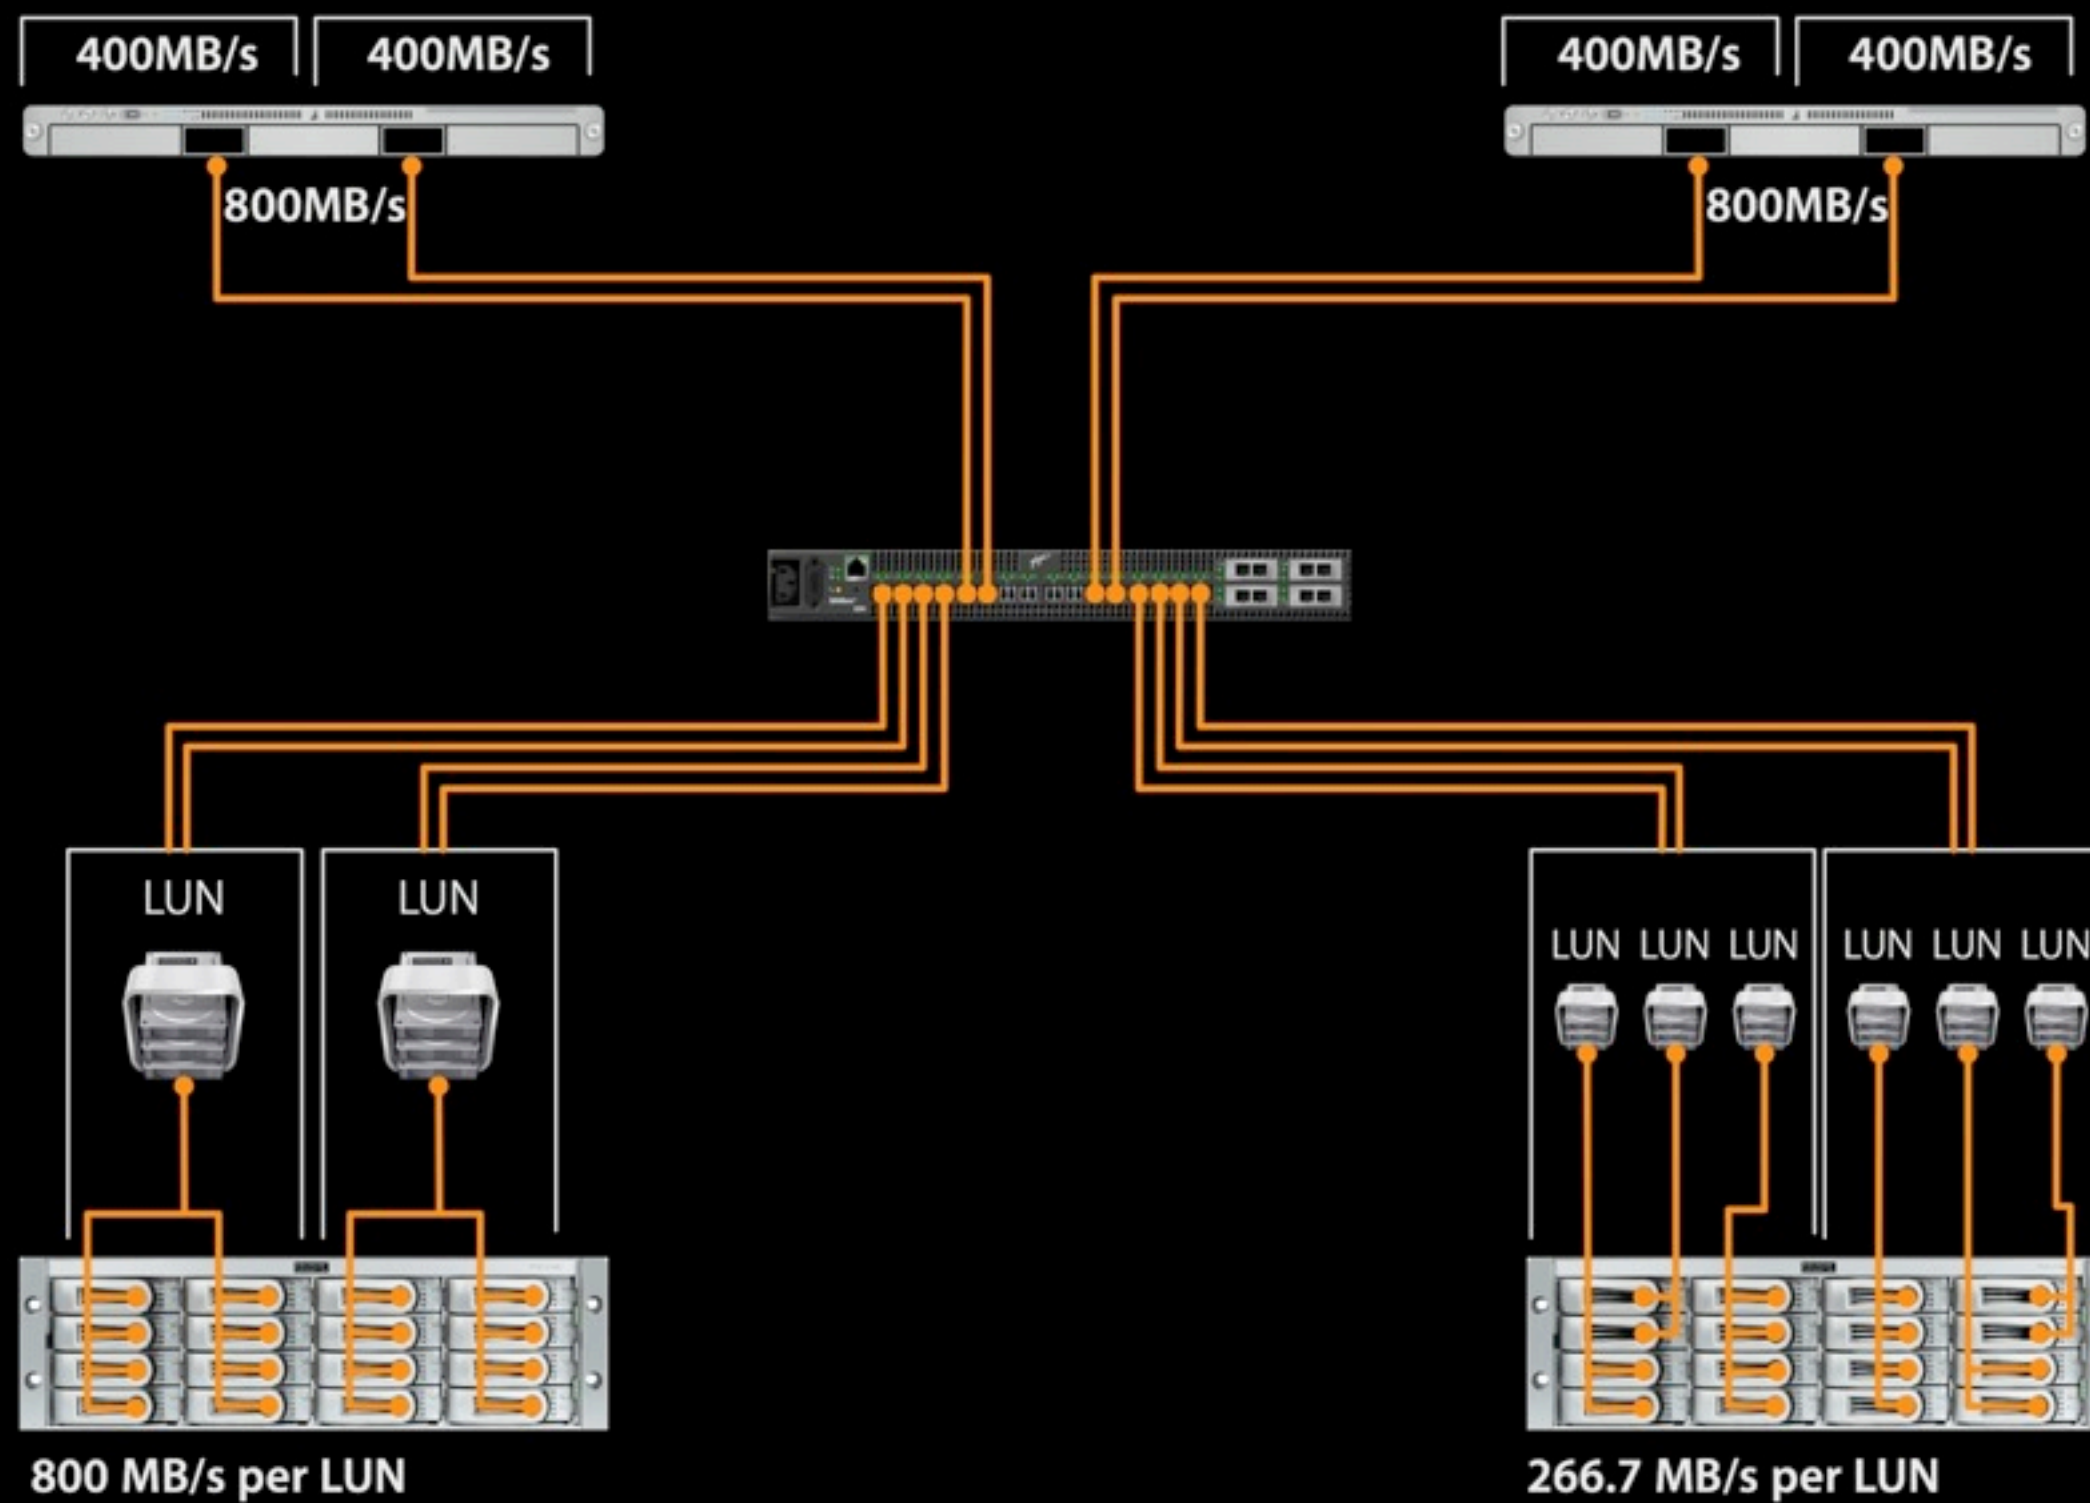 400MB/s 400MB/s 400MB/s 400MB/s
800MB/s 800MB/s
LUN LUN
LUN LUN LUN LUN LUN LUN
800 MB/s per LUN 266.7 MB/s per LUN